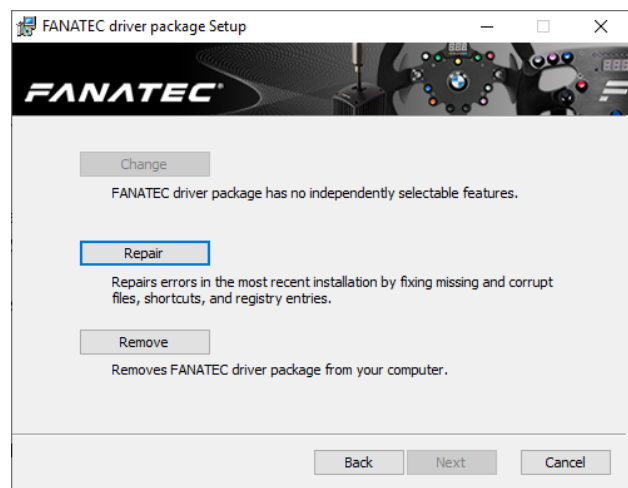 FANATEC driver package Setup
FANATEC
Change
FANATEC driver package has no independently selectable features.
Repair
Repairs errors in the most recent installation by fixing missing and corrupt
files, shortcuts, and registry entries.
Remove
Removes FANATEC driver package from your computer.
Back
Next
Cancel